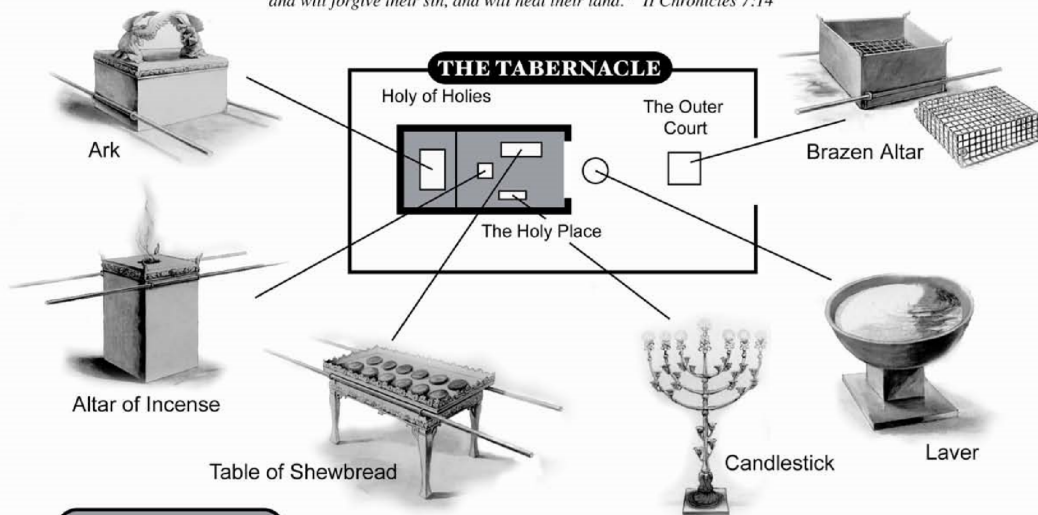 and will forgive their sin, and will heal their land." II Chronicles 7:14
THE TABERNACLE
Holy of Holies
The Outer
Court
Ark
Brazen Altar
The Holy Place
Altar of Incense
Table of Shewbread
Candlestick
Laver